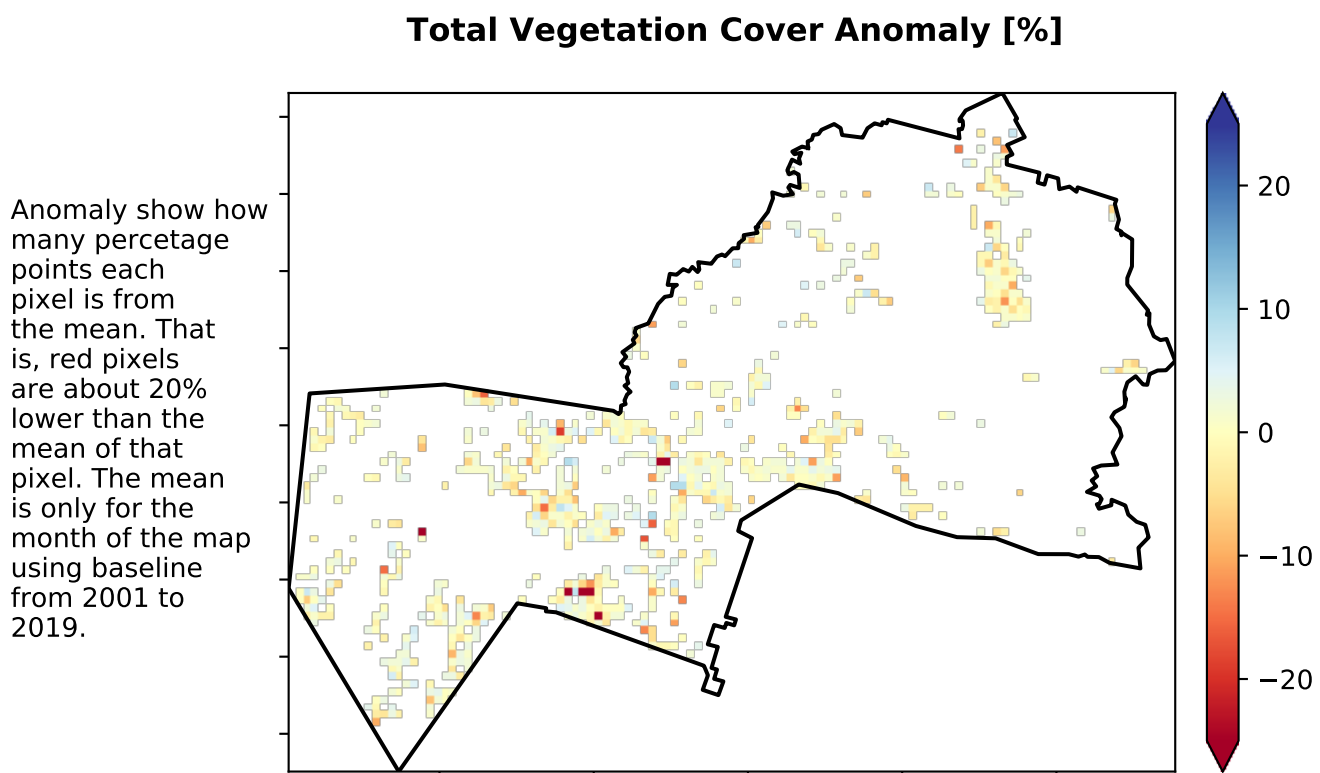 Total Vegetation Cover Anomaly [%]
Anomaly show how
many percetage
points each
pixel is from
the mean. That
is, red pixels
are about 20%
lower than the
mean of that
pixel. The mean
is only for the
month of the map
using baseline
from 2001 to
2019.
20
10
0
−10
−20